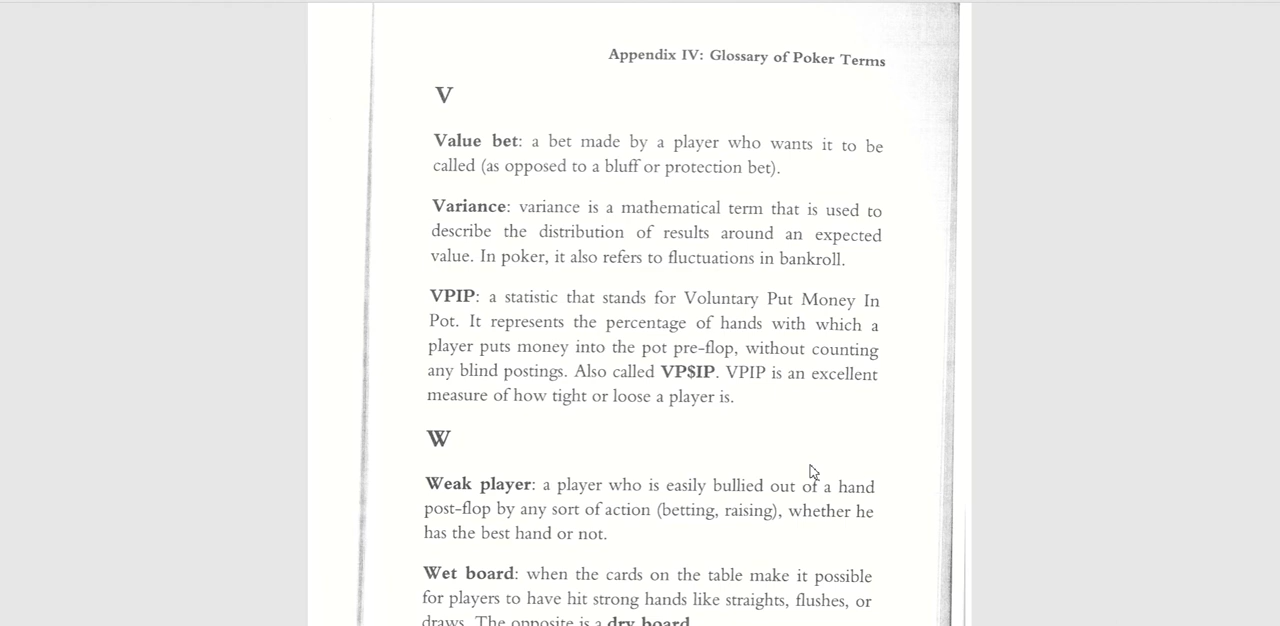 Appendix IV: Glossary of Poker Terms
V
Value bet: a bet made by a player who wants it to be
called (as opposed to a bluff or protection bet).
Variance: variance is a mathematical term that is used to
describe the distribution of results around an expected
value. In poker, it also refers to fluctuations in bankroll.
VPIP: a statistic that stands for Voluntary Put Money In
Pot. It represents the percentage of hands with which a
player puts money into the pot pre-flop, without counting
any blind postings. Also called VP$IP. VPIP is an excellent
measure of how tight or loose a player is.
W
Weak player: a player who is easily bullied out of a hand
post-flop by any sort of action (betting, raising), whether he
has the best hand or not.
Wet board: when the cards on the table make it possible
for players to have hit strong hands like straights, flushes, or
draws. The opposite is a dry board.